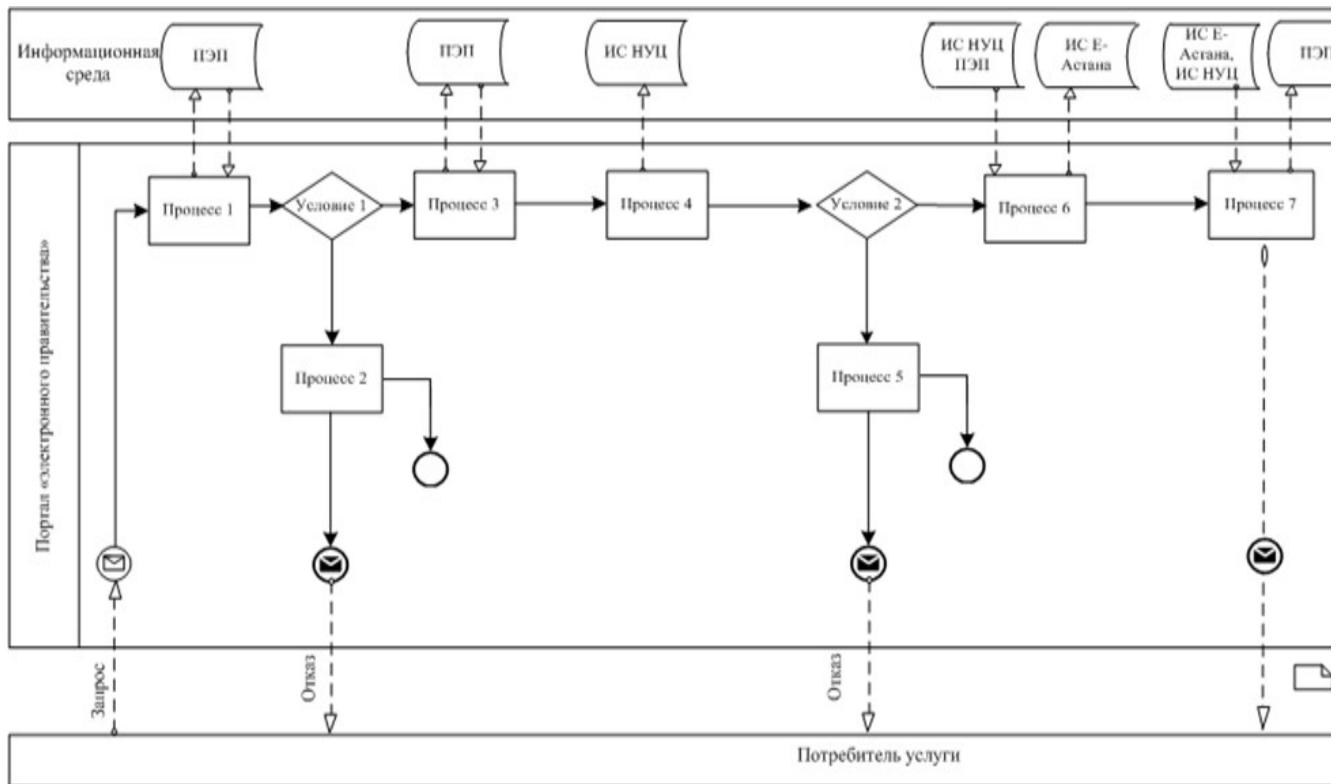 Информационная
среда
ПЭП
ПЭП
ИС НУЦ
ИС НУЦ
ПЭП
ИС Е-
Астана
ИС Е-
Астана,
ИС НУЦ
ПЭП
Портал «электронного правительства»
Процесс 1
Условие 1
Процесс 3
Процесс 4
Условие 2
Процесс 6
Процесс 7
Процесс 2
Процесс 5
Запрос
Отказ
Отказ
Потребитель услуги